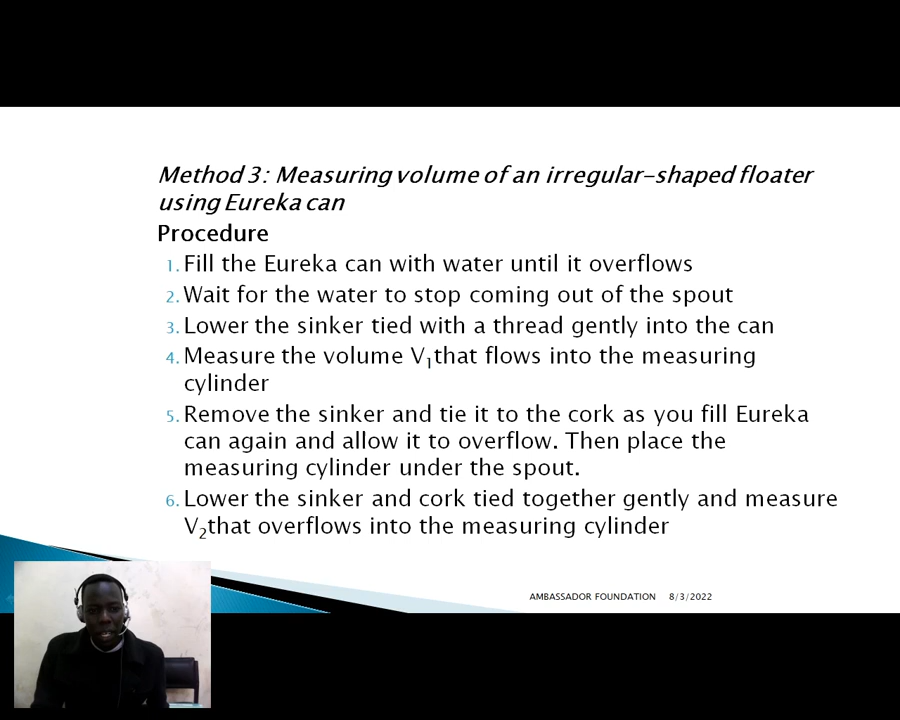 Method 3: Measuring volume of an irregular-shaped floater
using Eureka can
Procedure
1. Fill the Eureka can with water until it overflows
2. Wait for the water to stop coming out of the spout
3. Lower the sinker tied with a thread gently into the can
4. Measure the volume V₁that flows into the measuring
cylinder
5. Remove the sinker and tie it to the cork as you fill Eureka
can again and allow it to overflow. Then place the
measuring cylinder under the spout.
6. Lower the sinker and cork tied together gently and measure
V₂that overflows into the measuring cylinder
AMBASSADOR FOUNDATION 8/3/2022